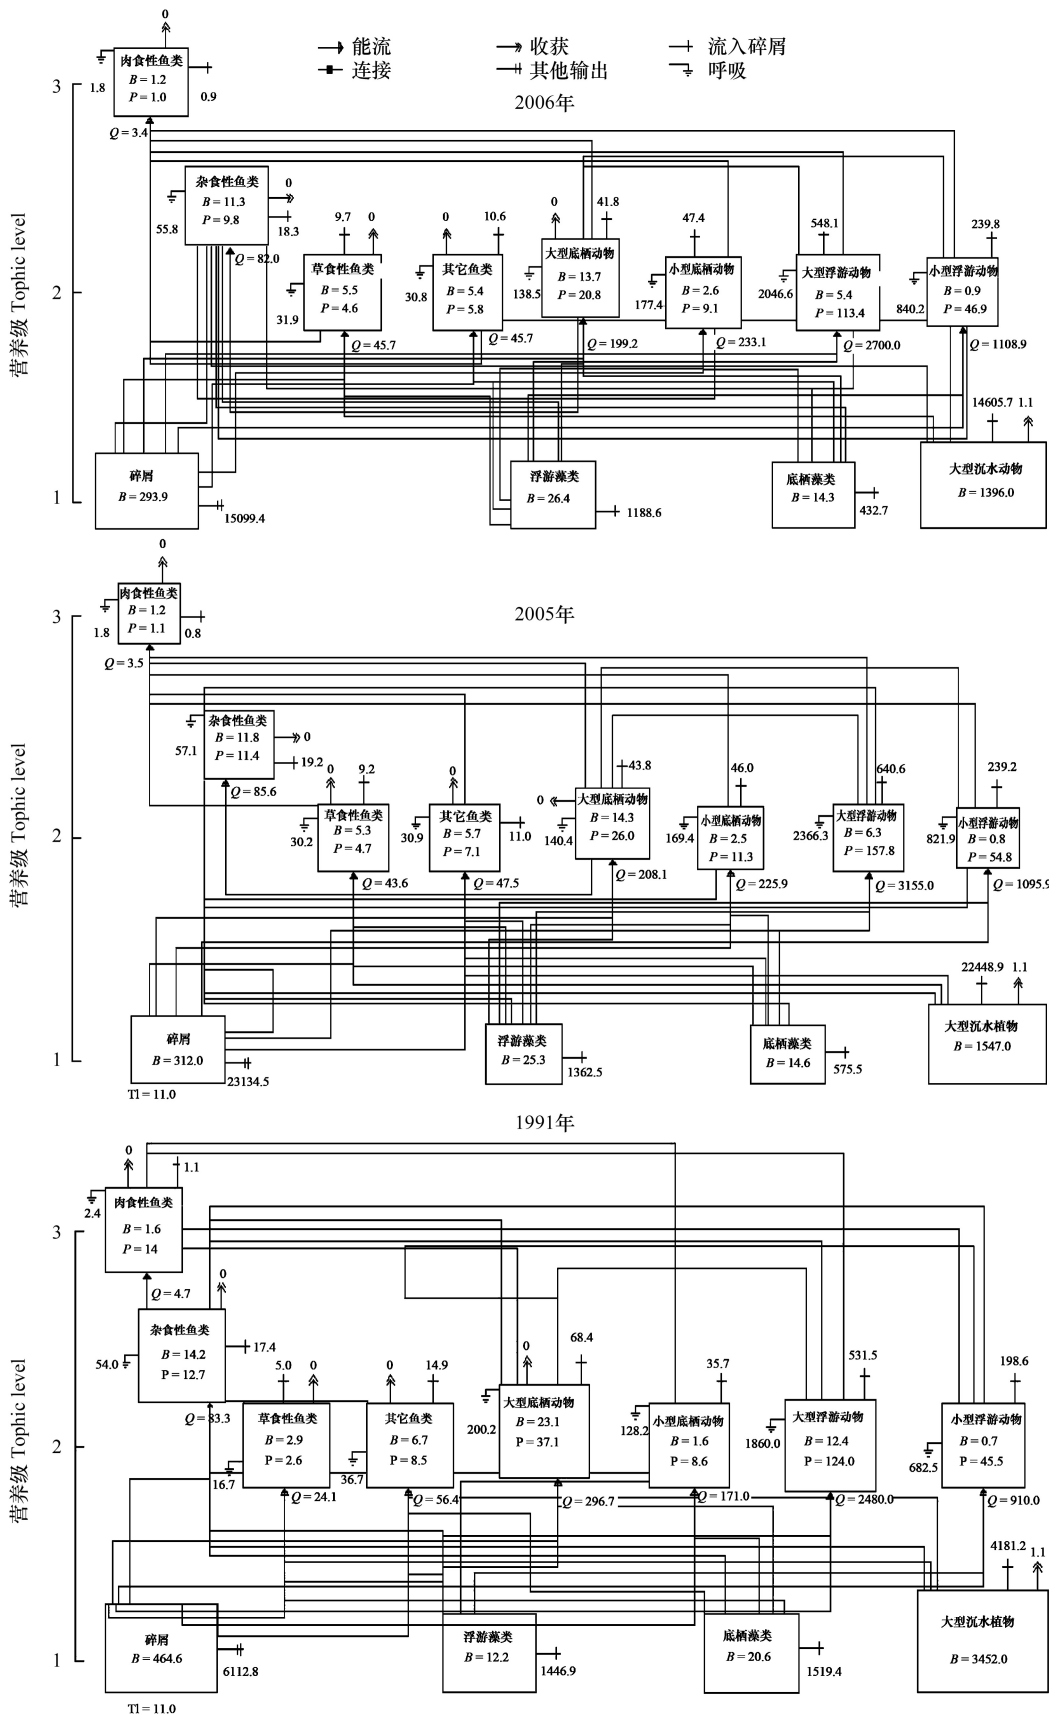 能流
收获
流入碎屑
连接
其他输出
呼吸
2006年
营养级 Tophic level
3
2
1
0
肉食性鱼类
B = 1.2
P = 1.0
1.8
0.9
Q = 3.4
杂食性鱼类
B = 11.3
P = 9.8
0
55.8
18.3
Q = 82.0
9.7
0
草食性鱼类
B = 5.5
P = 4.6
31.9
Q = 45.7
0
10.6
其它鱼类
B = 5.4
P = 5.8
30.8
Q = 45.7
0
41.8
大型底栖动物
B = 13.7
P = 20.8
138.5
Q = 199.2
47.4
小型底栖动物
B = 2.6
P = 9.1
177.4
Q = 233.1
548.1
大型浮游动物
B = 5.4
P = 113.4
2046.6
Q = 2700.0
239.8
小型浮游动物
B = 0.9
P = 46.9
840.2
Q = 1108.9
碎屑
B = 293.9
15099.4
浮游藻类
B = 26.4
1188.6
底栖藻类
B = 14.3
432.7
14605.7 1.1
大型沉水动物
B = 1396.0
2005年
营养级 Tophic level
3
2
1
0
肉食性鱼类
B = 1.2
P = 1.1
1.8
0.8
Q = 3.5
杂食性鱼类
B = 11.8
P = 11.4
57.1
0
19.2
Q = 85.6
0
9.2
草食性鱼类
B = 5.3
P = 4.7
30.2
Q = 43.6
0
其它鱼类
B = 5.7
P = 7.1
30.9
11.0
Q = 47.5
43.8
0
大型底栖动物
B = 14.3
P = 26.0
140.4
Q = 208.1
46.0
小型底栖动物
B = 2.5
P = 11.3
169.4
Q = 225.9
640.6
大型浮游动物
B = 6.3
P = 157.8
2366.3
Q = 3155.0
239.2
小型浮游动物
B = 0.8
P = 54.8
821.9
Q = 1095.9
碎屑
B = 312.0
23134.5
Tl = 11.0
浮游藻类
B = 25.3
1362.5
底栖藻类
B = 14.6
575.5
22448.9 1.1
大型沉水植物
B = 1547.0
1991年
营养级 Tophic level
3
2
1
0
1.1
肉食性鱼类
B = 1.6
P = 14
2.4
Q = 4.7
0
杂食性鱼类
B = 14.2
P = 12.7
54.0
17.4
Q = 83.3
5.0
0
草食性鱼类
B = 2.9
P = 2.6
16.7
Q = 24.1
0
14.9
其它鱼类
B = 6.7
P = 8.5
36.7
Q = 56.4
0
68.4
大型底栖动物
B = 23.1
P = 37.1
200.2
Q = 296.7
35.7
小型底栖动物
B = 1.6
P = 8.6
128.2
Q = 171.0
531.5
大型浮游动物
B = 12.4
P = 124.0
1860.0
Q = 2480.0
198.6
小型浮游动物
B = 0.7
P = 45.5
682.5
Q = 910.0
碎屑
B = 464.6
6112.8
Tl = 11.0
浮游藻类
B = 12.2
1446.9
底栖藻类
B = 20.6
1519.4
4181.2 1.1
大型沉水植物
B = 3452.0